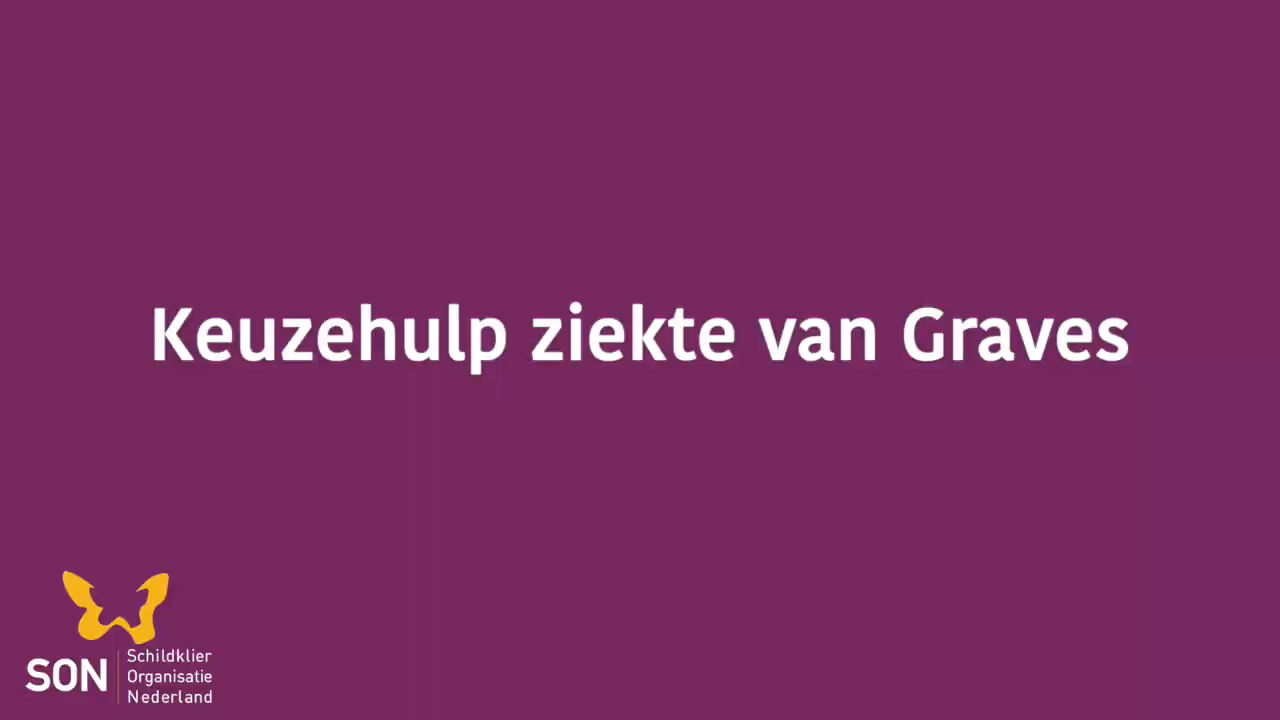 Keuzehulp ziekte van Graves
SON
Schildklier
Organisatie
Nederland